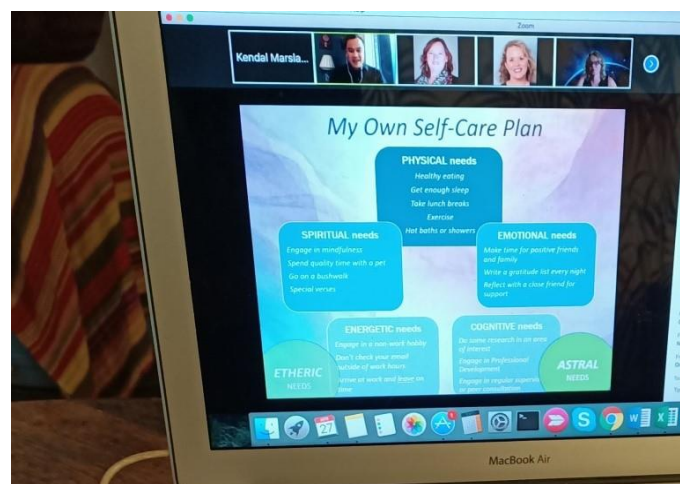 Zoom
Kendal Marsla...
My Own Self-Care Plan
PHYSICAL needs
Healthy eating
Get enough sleep
Take lunch breaks
Exercise
Hot baths or showers
SPIRITUAL needs
Engage in mindfulness
Spend quality time with a pet
Go on a bushwalk
Special verses
EMOTIONAL needs
Make time for positive friends
and family
Write a gratitude list every night
Reflect with a close friend for
support
ENERGETIC needs
Engage in a non-work hobby
Don't check your email
outside of work hours
at work and leave on
time
COGNITIVE needs
Do some research in an area
of interest
Engage in Professional
Development
Engage in regular
or peer consultation
ETHERIC
NEEDS
ASTRAL
NEEDS
27
MacBook Air